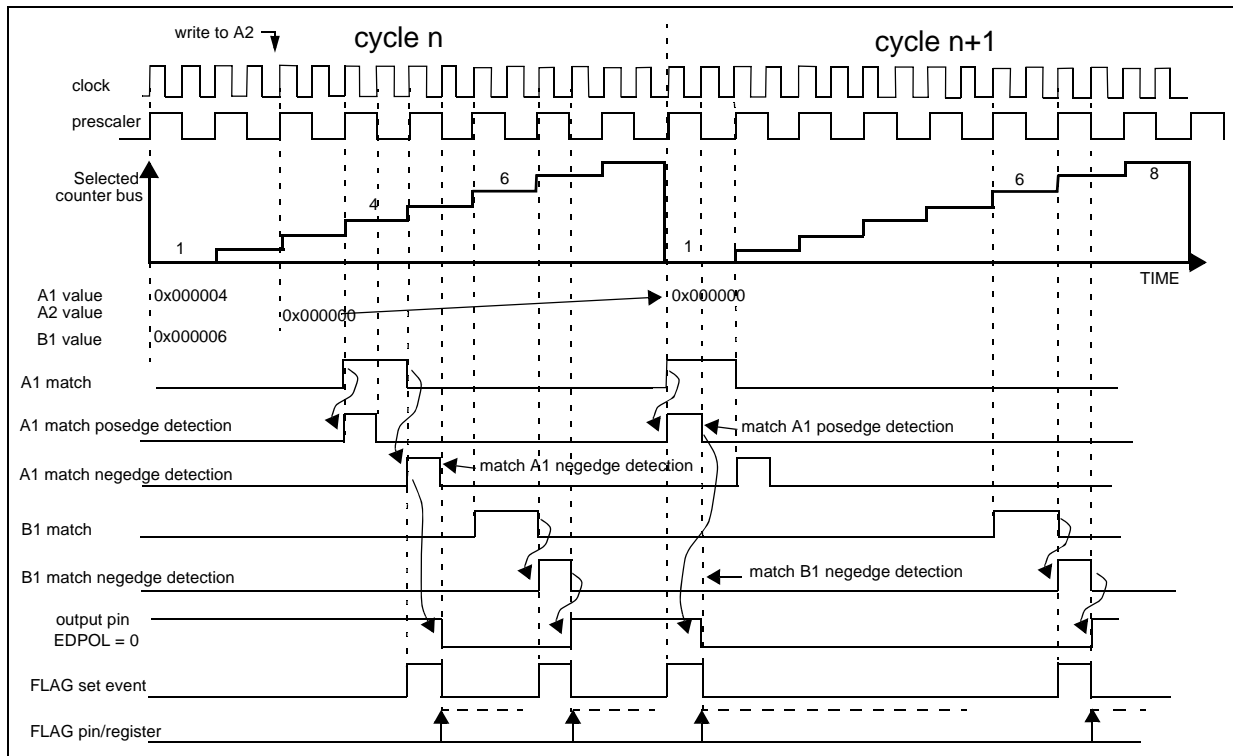 write to A2
cycle n
cycle n+1
clock
prescaler
Selected
counter bus
1
4
6
1
6
8
TIME
A1 value 0x000004 0x000000
A2 value 0x000000
B1 value 0x000006
A1 match
A1 match posedge detection
match A1 posedge detection
A1 match negedge detection
match A1 negedge detection
B1 match
B1 match negedge detection
match B1 negedge detection
output pin
EDPOL = 0
FLAG set event
FLAG pin/register